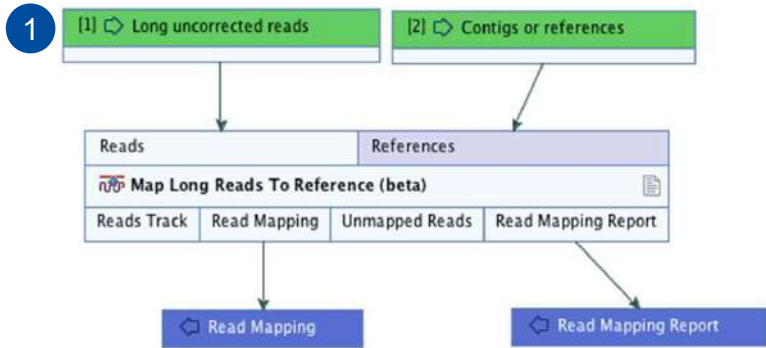 1
[1] Long uncorrected reads
[2] Contigs or references
Reads
References
Map Long Reads To Reference (beta)
Reads Track
Read Mapping
Unmapped Reads
Read Mapping Report
Read Mapping
Read Mapping Report